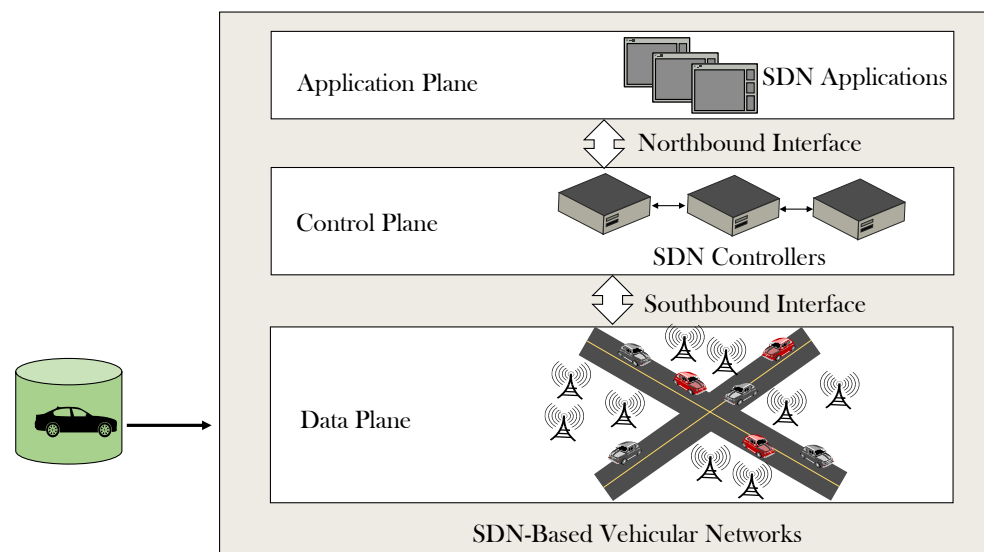 Application Plane
SDN Applications
Northbound Interface
Control Plane
SDN Controllers
Southbound Interface
Data Plane
SDN-Based Vehicular Networks